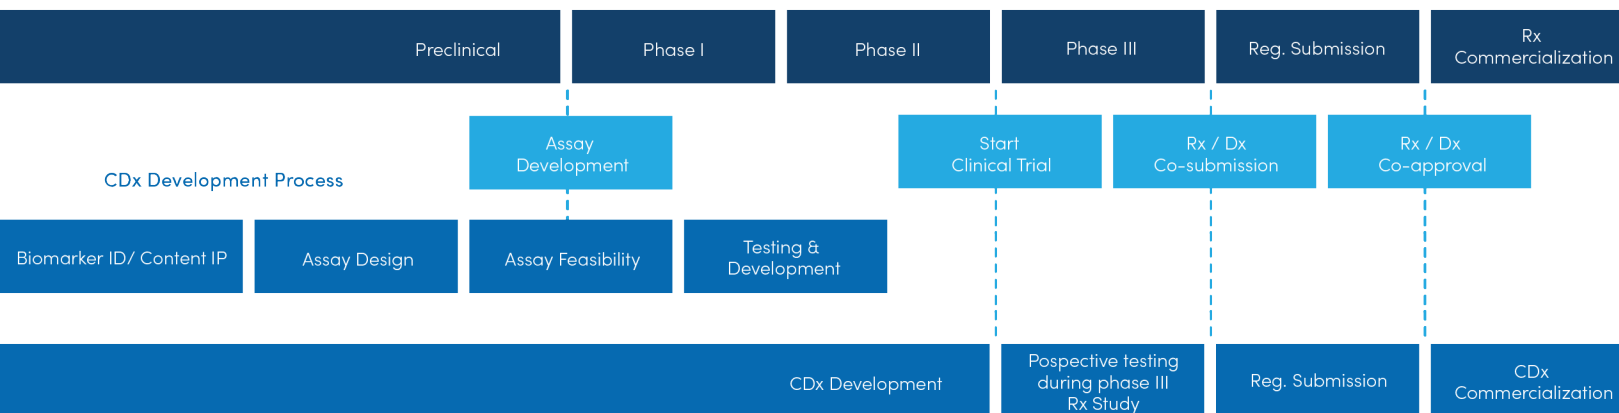 Preclinical
Phase I
Phase II
Phase III
Reg. Submission
Rx
Commercialization
Assay
Development
Start
Clinical Trial
Rx / Dx
Co-submission
Rx / Dx
Co-approval
CDx Development Process
Biomarker ID/ Content IP
Assay Design
Assay Feasibility
Testing &
Development
CDx Development
Pospective testing
during phase III
Rx Study
Reg. Submission
CDx
Commercialization